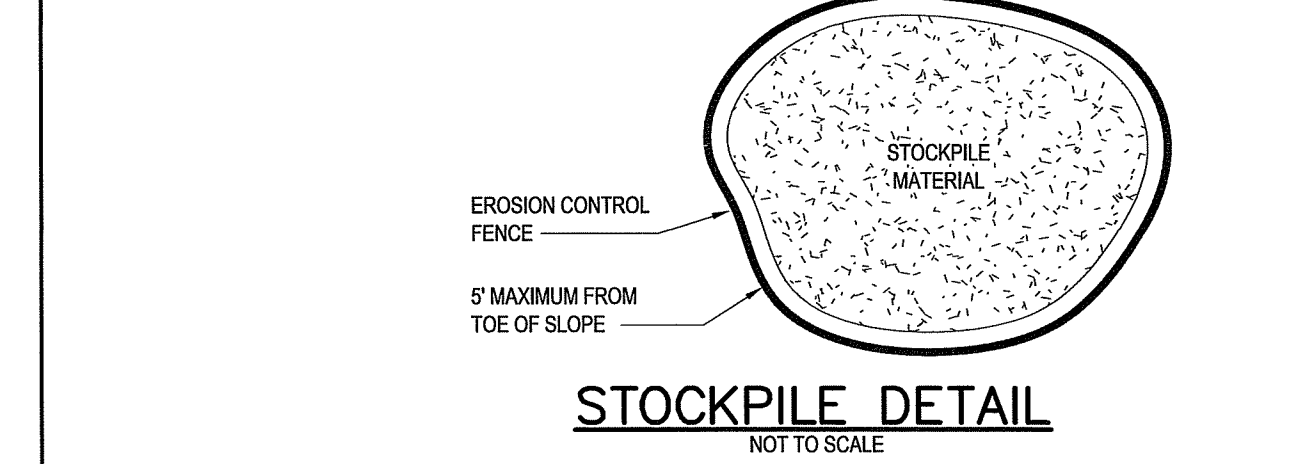 STOCKPILE
MATERIAL
EROSION CONTROL
FENCE
5' MAXIMUM FROM
TOE OF SLOPE
STOCKPILE DETAIL
NOT TO SCALE